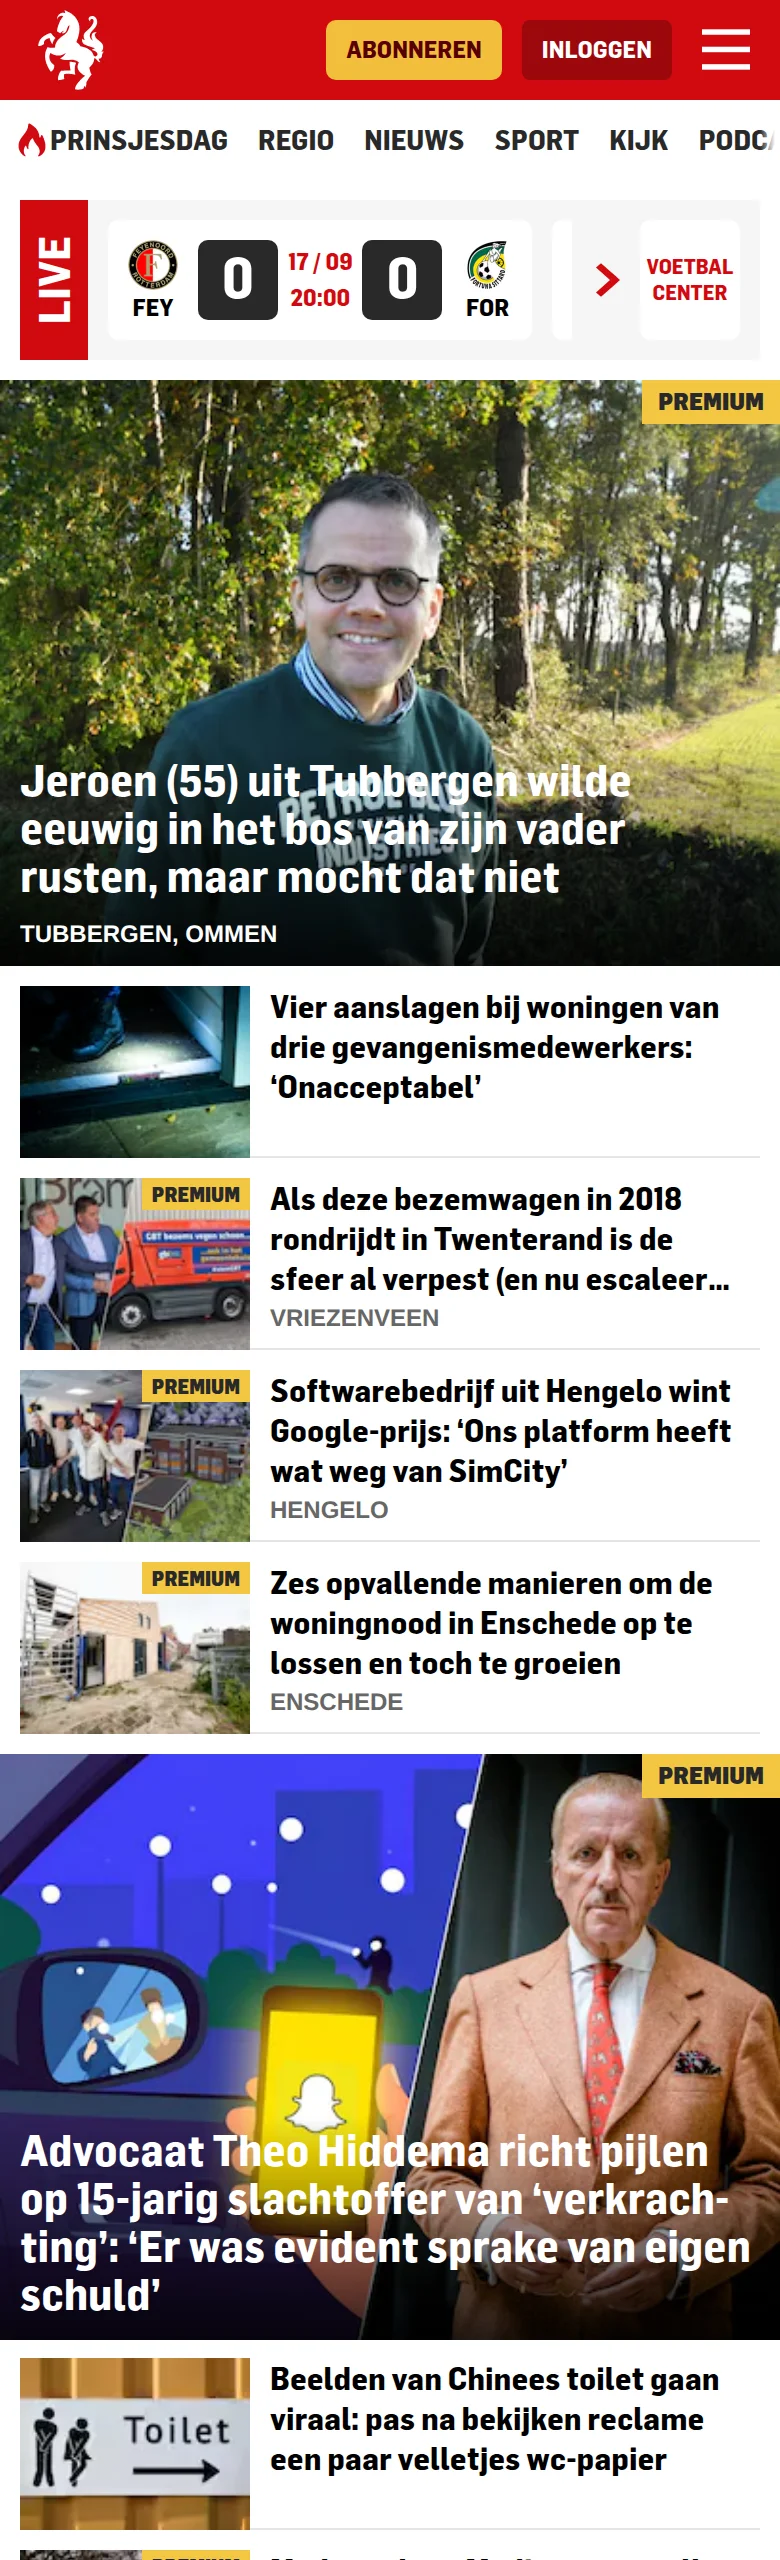 ABONNEREN
INLOGGEN
PRINSJESDAG REGIO NIEUWS SPORT KIJK
LIVE
FEY
0
17 / 09
20:00
0
FOR
VOETBAL
CENTER
PREMIUM
Jeroen (55) uit Tubbergen wilde
eeuwig in het bos van zijn vader
rusten, maar mocht dat niet
TUBBERGEN, OMMEN
Vier aanslagen bij woningen van
drie gevangenismedewerkers:
‘Onacceptabel’
PREMIUM
Als deze bezemwagen in 2018
rondrijdt in Twenterand is de
sfeer al verpest (en nu escaleer...
VRIEZENVEEN
PREMIUM
Softwarebedrijf uit Hengelo wint
Google-prijs: ‘Ons platform heeft
wat weg van SimCity’
HENGELO
PREMIUM
Zes opvallende manieren om de
woningnood in Enschede op te
lossen en toch te groeien
ENSCHEDE
PREMIUM
Advocaat Theo Hiddema richt pijlen
op 15-jarig slachtoffer van ‘verkrach-
ting’: ‘Er was evident sprake van eigen
schuld’
Toilet
Beelden van Chinees toilet gaan
viraal: pas na bekijken reclame
een paar velletjes wc-papier